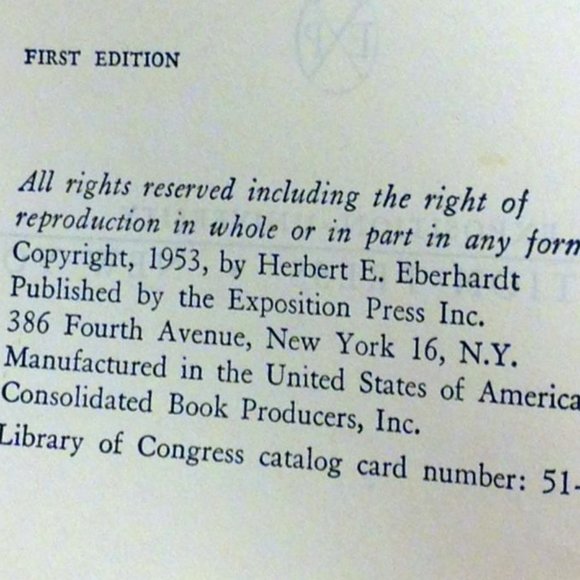 FIRST EDITION
All rights reserved including the right of
reproduction in whole or in part in any form
Copyright, 1953, by Herbert E. Eberhardt
Published by the Exposition Press Inc.
386 Fourth Avenue, New York 16, N.Y.
Manufactured in the United States of America
Consolidated Book Producers, Inc.
Library of Congress catalog card number: 51-